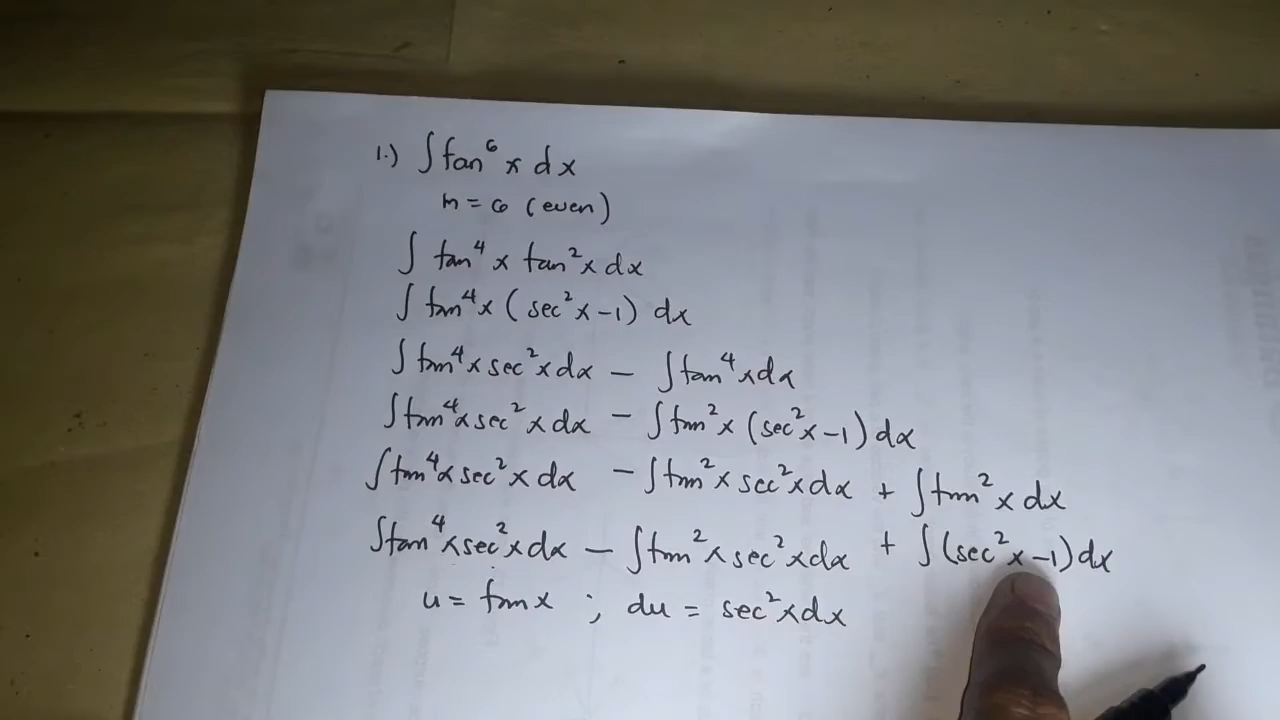 1.) ∫tan⁶ x dx
n = 6 (even)
∫ tan⁴ x tan² x dx
∫ tan⁴ x (sec² x - 1) dx
∫ tan⁴ x sec² x dx - ∫ tan⁴ x dx
∫ tan⁴ x sec² x dx - ∫ tan² x (sec² x - 1) dx
∫ tan⁴ x sec² x dx - ∫ tan² x sec² x dx + ∫ tan² x dx
∫ tan⁴ x sec² x dx - ∫ tan² x sec² x dx + ∫ (sec² x - 1) dx
u = tan x ; du = sec² x dx